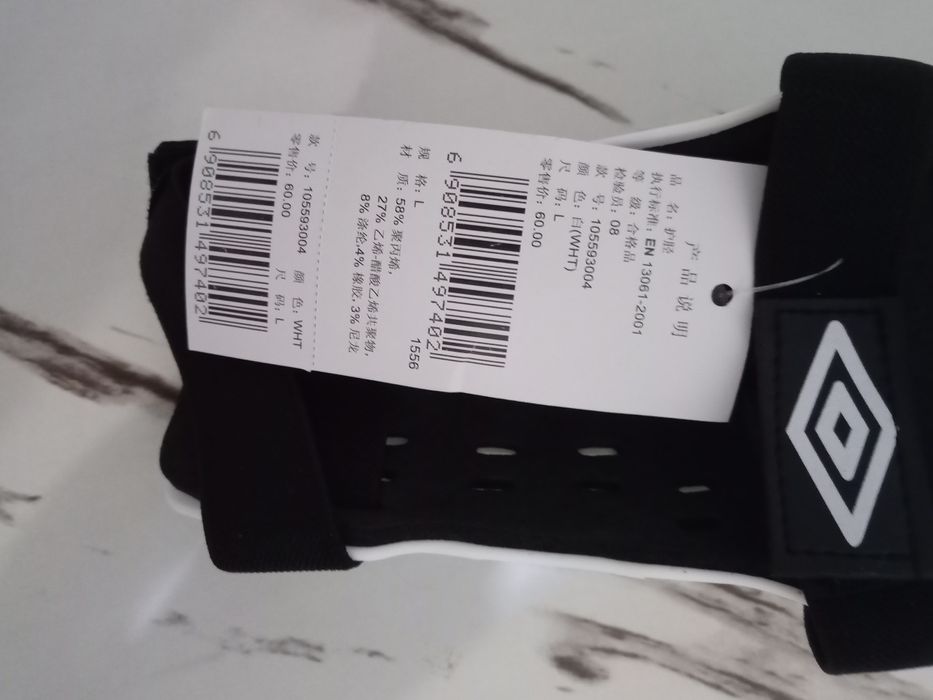 产品说明
品 名：护胫
执行标准：EN 13061-2001
等 级：合格品
检验员：08
款 号：105593004
颜 色：白(WHT)
尺 码：L
零售价：60.00
6 908531 497402
规 格：L
材 质：58% 聚丙烯，
27% 乙烯-醋酸乙烯共聚物，
8% 涤纶，4% 橡胶，3% 尼龙
1556
款 号：105593004 颜 色：WHT
零售价：60.00 尺 码：L
6 908531 497402